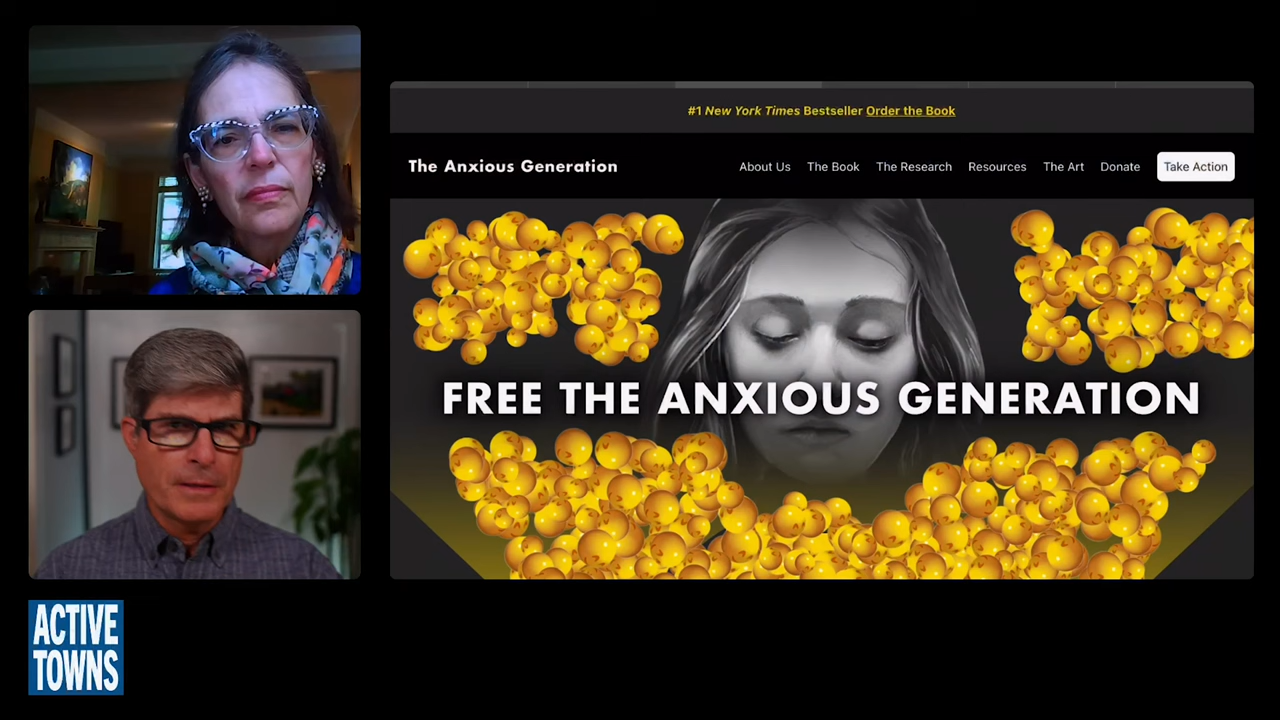 #1 New York Times Bestseller Order the Book
The Anxious Generation
About Us The Book The Research Resources The Art Donate Take Action
FREE THE ANXIOUS GENERATION
ACTIVE
TOWNS